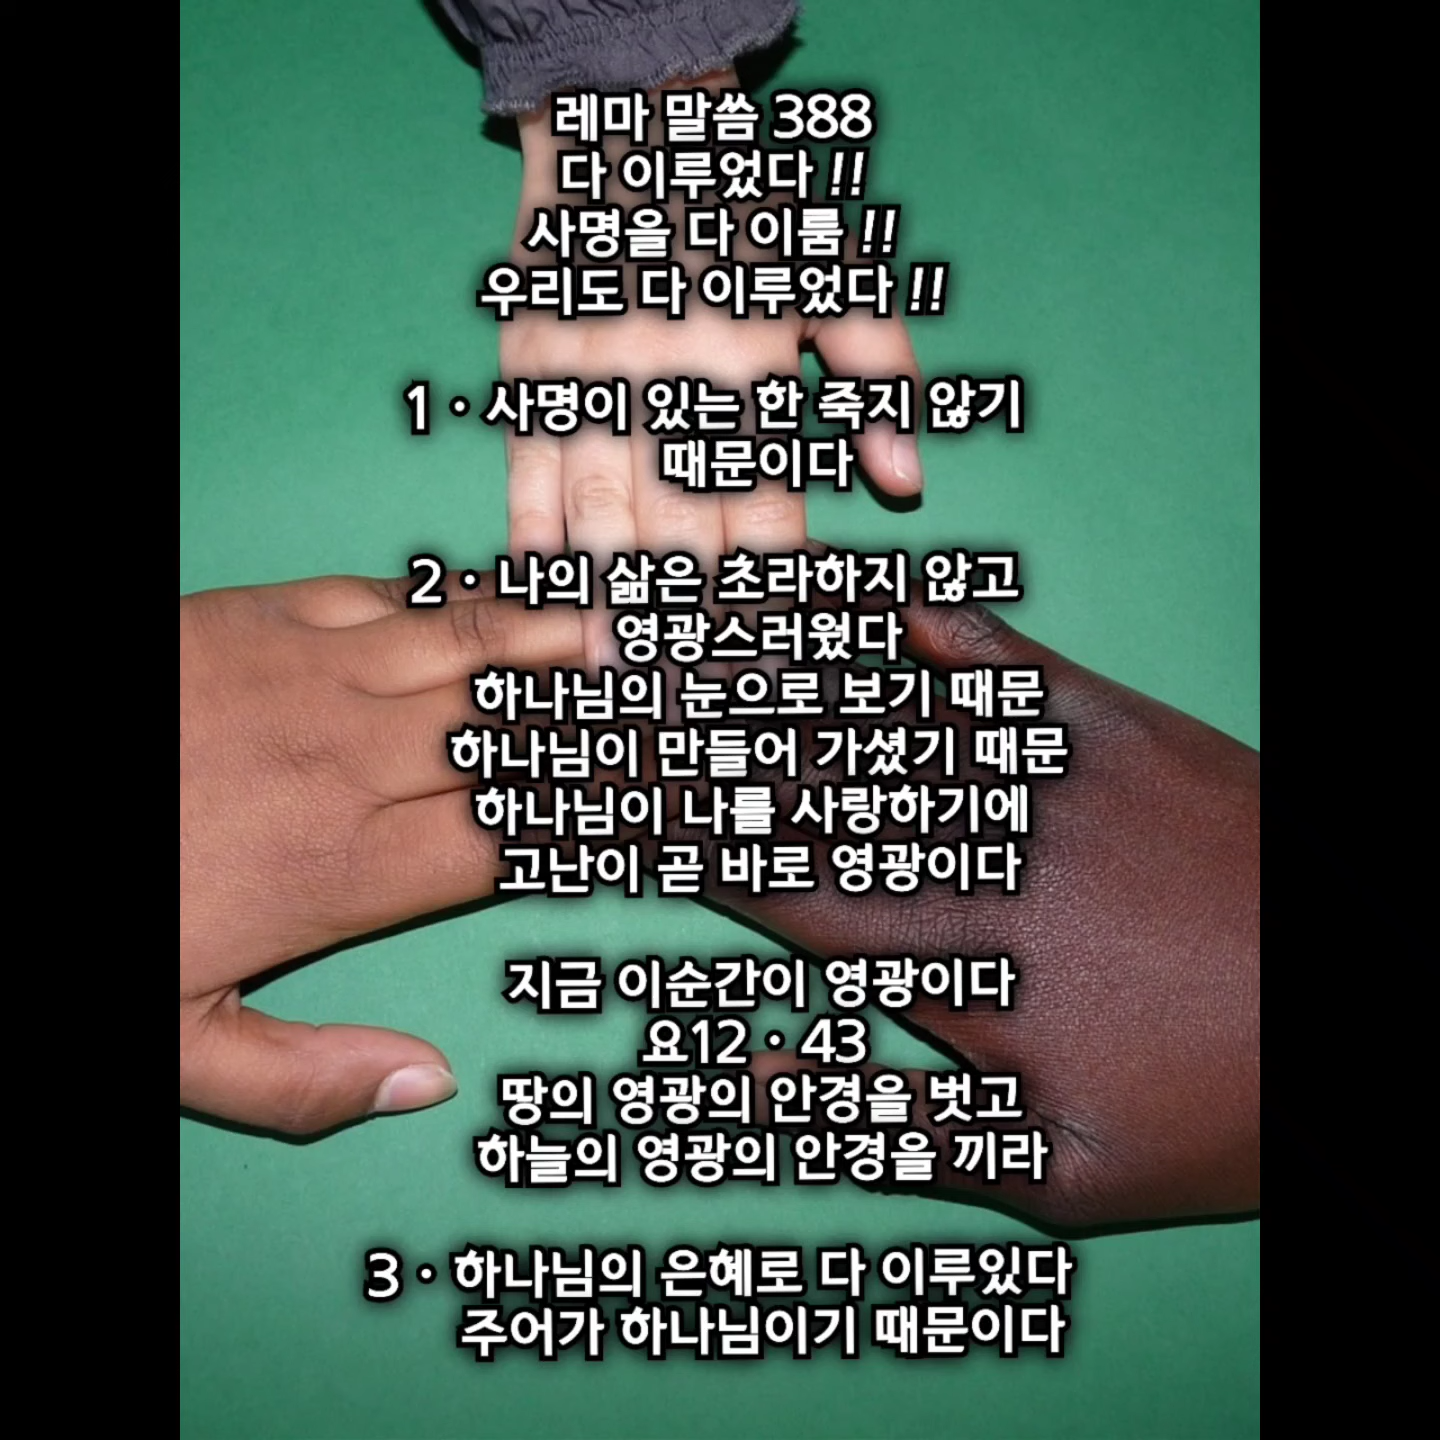 레마 말씀 388
다 이루었다 !!
사명을 다 이룸 !!
우리도 다 이루었다 !!
1 · 사명이 있는 한 죽지 않기
때문이다
2 · 나의 삶은 초라하지 않고
영광스러웠다
하나님의 눈으로 보기 때문
하나님이 만들어 가셨기 때문
하나님이 나를 사랑하기에
고난이 곧 바로 영광이다
지금 이순간이 영광이다
요12 · 43
땅의 영광의 안경을 벗고
하늘의 영광의 안경을 끼라
3 · 하나님의 은혜로 다 이루있다
주어가 하나님이기 때문이다